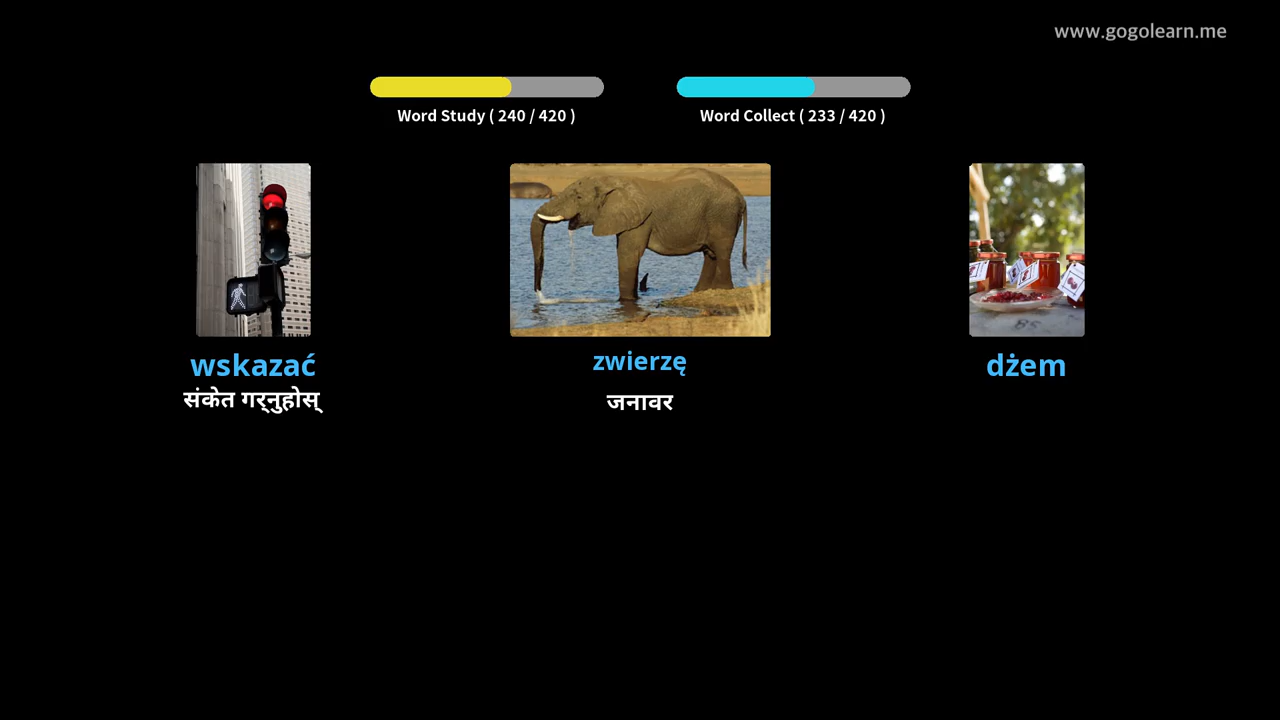 www.gogolearn.me
Word Study ( 240 / 420 )
Word Collect ( 233 / 420 )
wskazać
zwierzę
dżem
संकेत गर्नुहोस्
जनावर